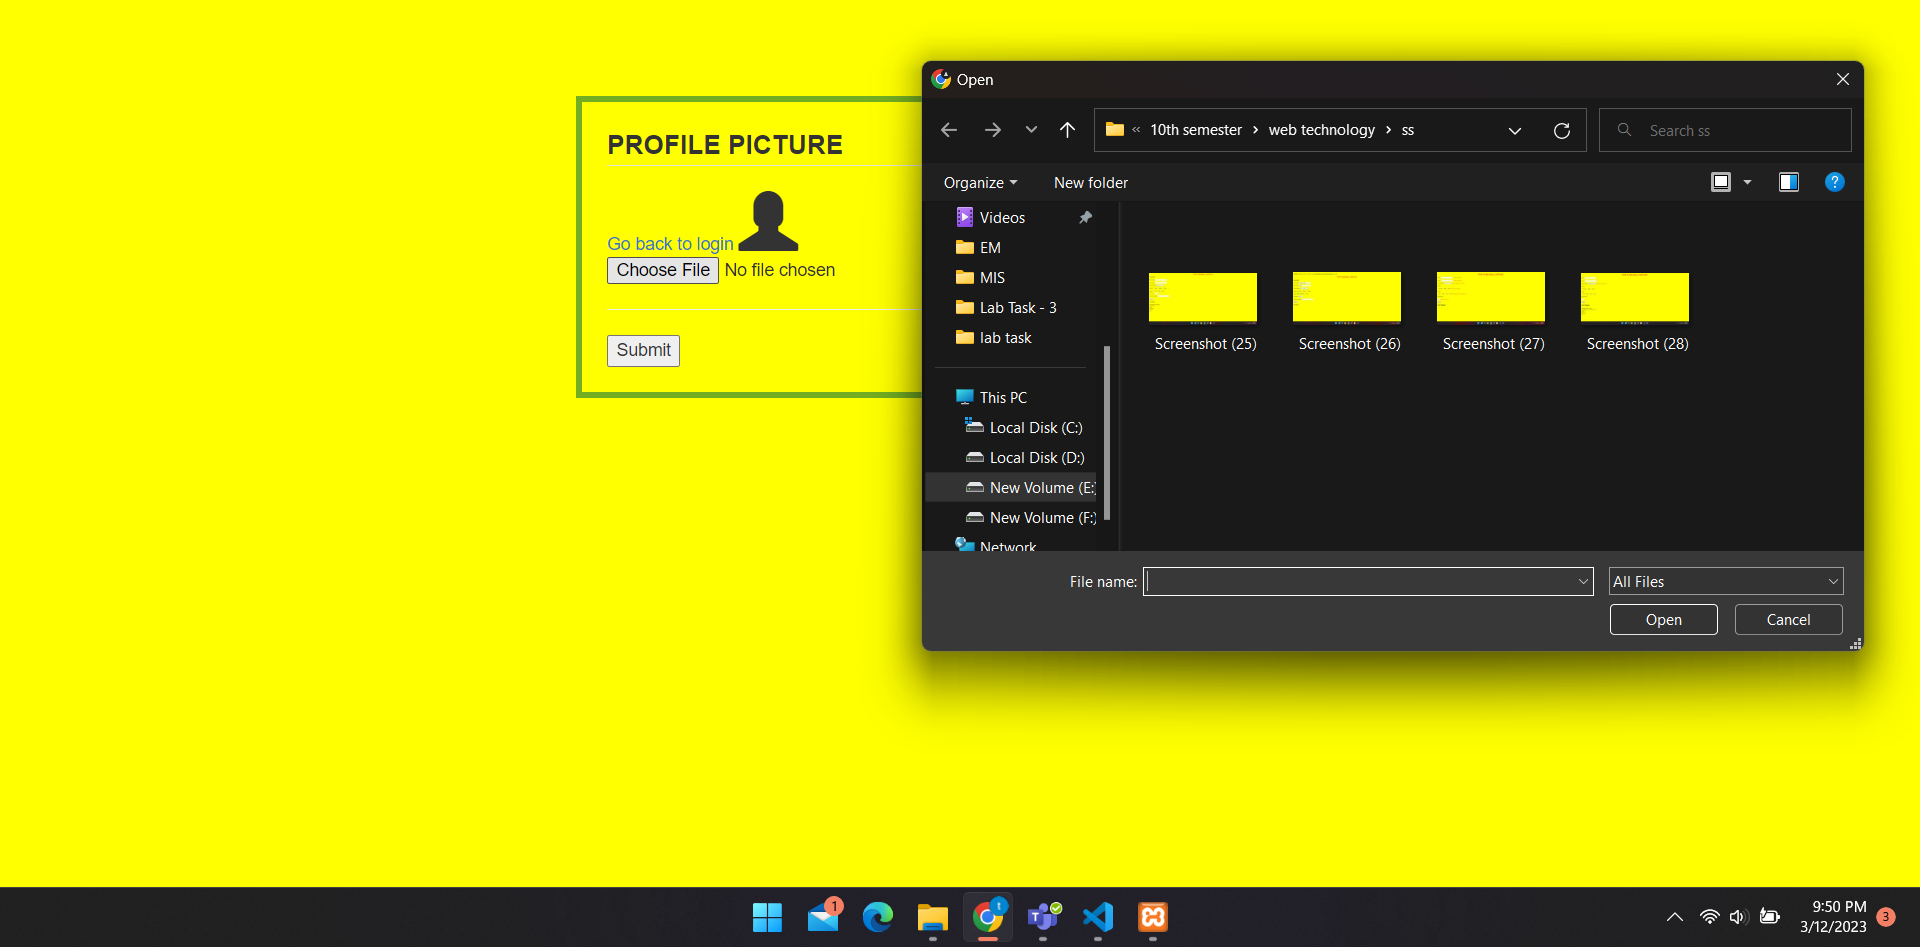 PROFILE PICTURE
Go back to login
Choose File No file chosen
Submit
Open
« 10th semester > web technology > ss
Search ss
Organize
New folder
?
Videos
EM
MIS
Lab Task - 3
lab task
This PC
Local Disk (C:)
Local Disk (D:)
New Volume (E:)
New Volume (F:)
Network
Screenshot (25)
Screenshot (26)
Screenshot (27)
Screenshot (28)
File name:
All Files
Open
Cancel
1
t
T
9:50 PM
3/12/2023
3